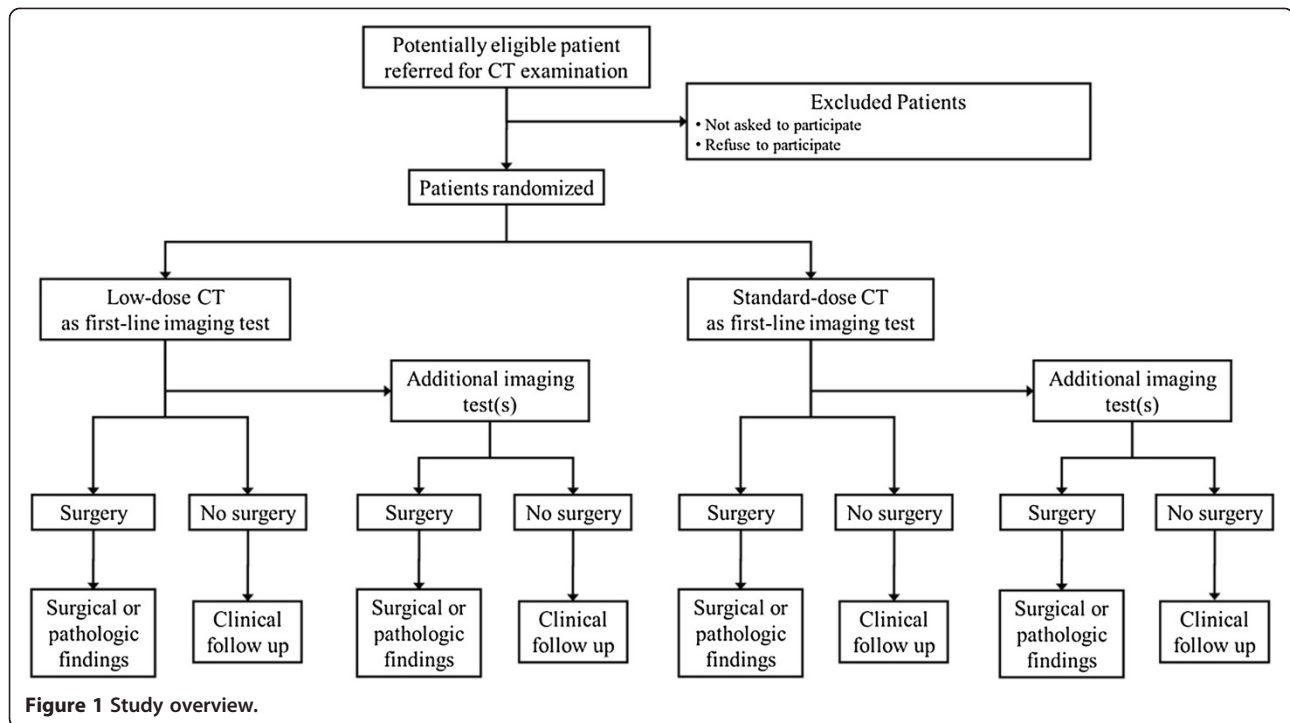 Potentially eligible patient
referred for CT examination
Excluded Patients
• Not asked to participate
• Refuse to participate
Patients randomized
Low-dose CT
as first-line imaging test
Standard-dose CT
as first-line imaging test
Additional imaging
test(s)
Additional imaging
test(s)
Surgery
No surgery
Surgery
No surgery
Surgery
No surgery
Surgery
No surgery
Surgical or
pathologic
findings
Clinical
follow up
Surgical or
pathologic
findings
Clinical
follow up
Surgical or
pathologic
findings
Clinical
follow up
Surgical or
pathologic
findings
Clinical
follow up
Figure 1 Study overview.